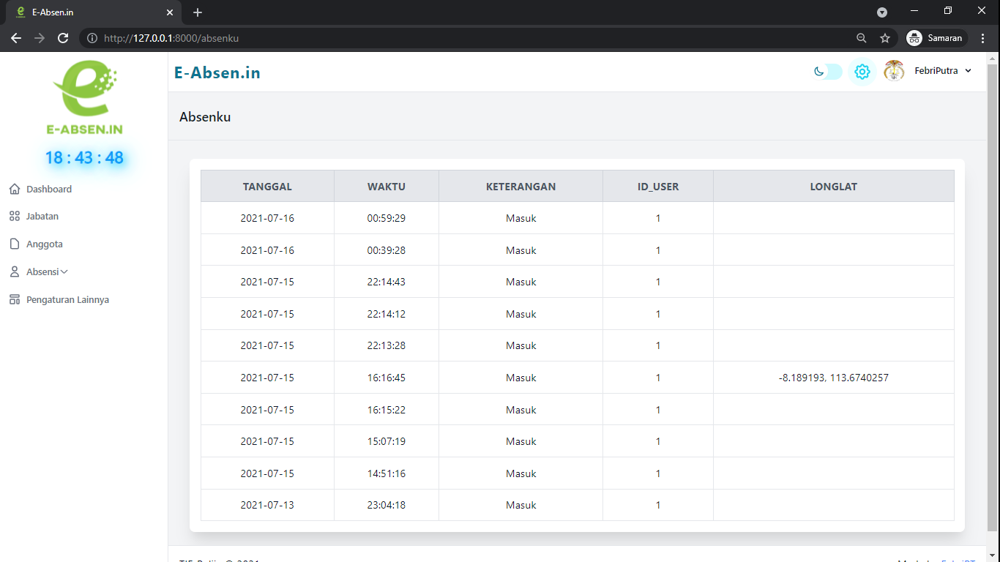 E-Absen.in
http://127.0.0.1:8000/absenku
Samaran
E-ABSEN.IN
18 : 43 : 48
Dashboard
Jabatan
Anggota
Absensi
Pengaturan Lainnya
E-Absen.in
FebriPutra
Absenku
TANGGAL WAKTU KETERANGAN ID_USER LONGLAT
2021-07-16 00:59:29 Masuk 1
2021-07-16 00:39:28 Masuk 1
2021-07-15 22:14:43 Masuk 1
2021-07-15 22:14:12 Masuk 1
2021-07-15 22:13:28 Masuk 1
2021-07-15 16:16:45 Masuk 1 -8.189193, 113.6740257
2021-07-15 16:15:22 Masuk 1
2021-07-15 15:07:19 Masuk 1
2021-07-15 14:51:16 Masuk 1
2021-07-13 23:04:18 Masuk 1